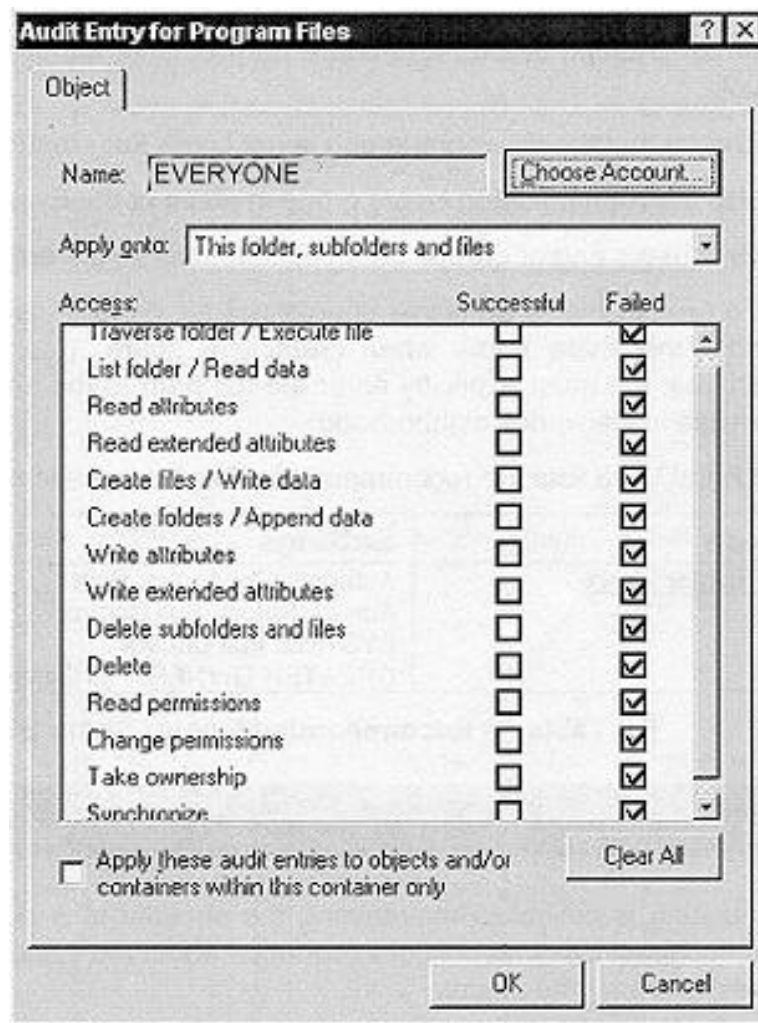 Audit Entry for Program Files
Object
Name: EVERYONE Choose Account...
Apply onto: This folder, subfolders and files
Access: Successful Failed
Traverse folder / Execute file
List folder / Read data
Read attributes
Read extended attributes
Create files / Write data
Create folders / Append data
Write attributes
Write extended attributes
Delete subfolders and files
Delete
Read permissions
Change permissions
Take ownership
Synchronize
Apply these audit entries to objects and/or
containers within this container only
Clear All
OK Cancel